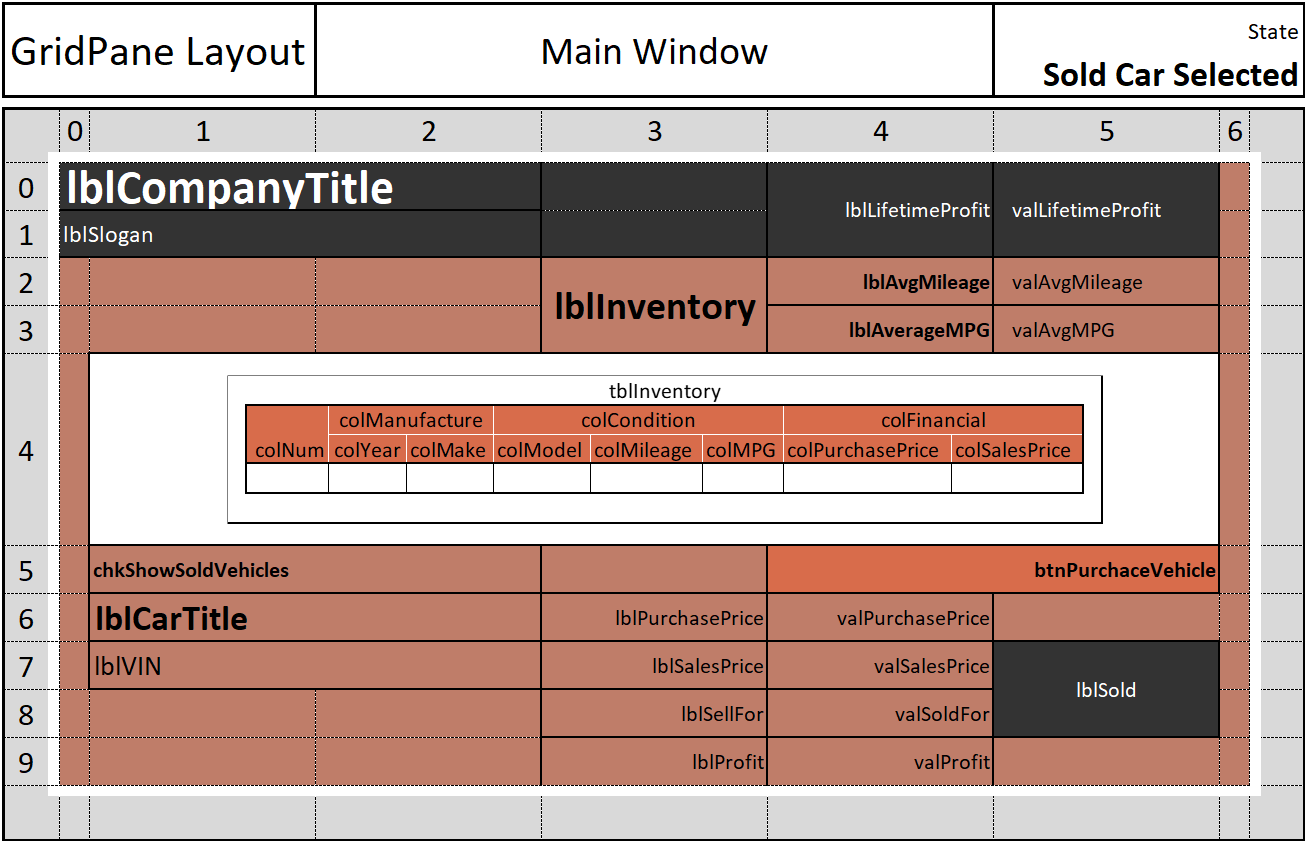 GridPane Layout
Main Window
State
Sold Car Selected
0 1 2 3 4 5 6
0 lblCompanyTitle
lblLifetimeProfit valLifetimeProfit
1 lblSlogan
2 lblAvgMileage valAvgMileage
lblInventory
3 lblAverageMPG valAvgMPG
tblInventory
colManufacture colCondition colFinancial
4 colNum colYear colMake colModel colMileage colMPG colPurchasePrice colSalesPrice
5 chkShowSoldVehicles btnPurchaceVehicle
6 lblCarTitle lblPurchasePrice valPurchasePrice
7 lblVIN lblSalesPrice valSalesPrice
lblSold
8 lblSellFor valSoldFor
9 lblProfit valProfit